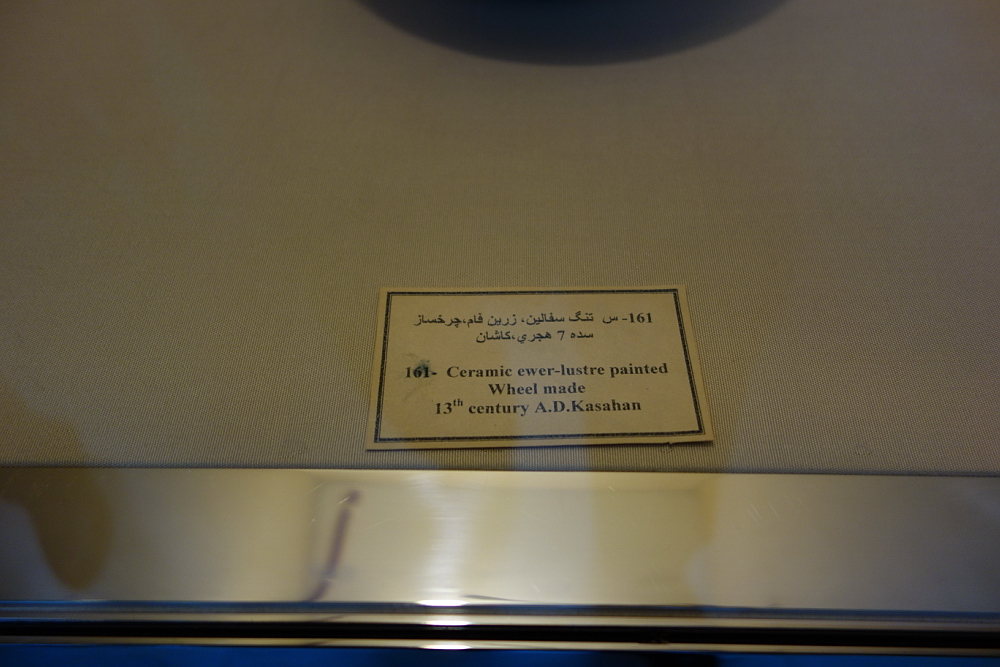 161- س تنگ سفالین، زرین فام،چرخساز
سده 7 هجري،کاشان
161- Ceramic ewer-lustre painted
Wheel made
13th century A.D.Kasahan